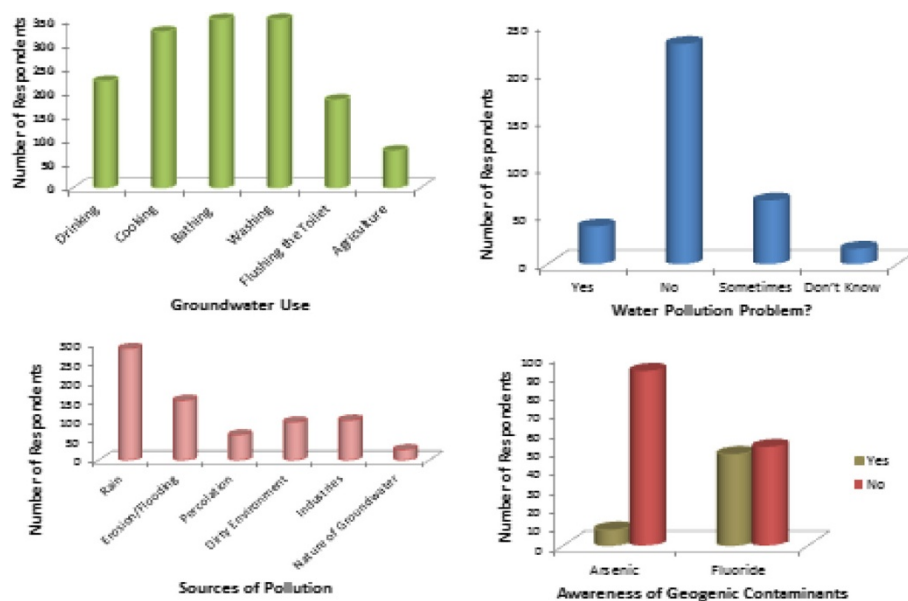 Number of Respondents
350
300
250
200
150
100
50
0
Drinking
Cooking
Bathing
Washing
Flushing the Toilet
Agriculture
Groundwater Use
Number of Respondents
250
200
150
100
50
0
Yes
No
Sometimes
Don't Know
Water Pollution Problem?
Number of Respondents
300
250
200
150
100
50
0
Rain
Erosion/Flooding
Percolation
Dirty Environment
Industries
Nature of Groundwater
Sources of Pollution
Number of Respondents
100
90
80
70
60
50
40
30
20
10
0
Arsenic
Fluoride
Yes
No
Awareness of Geogenic Contaminants